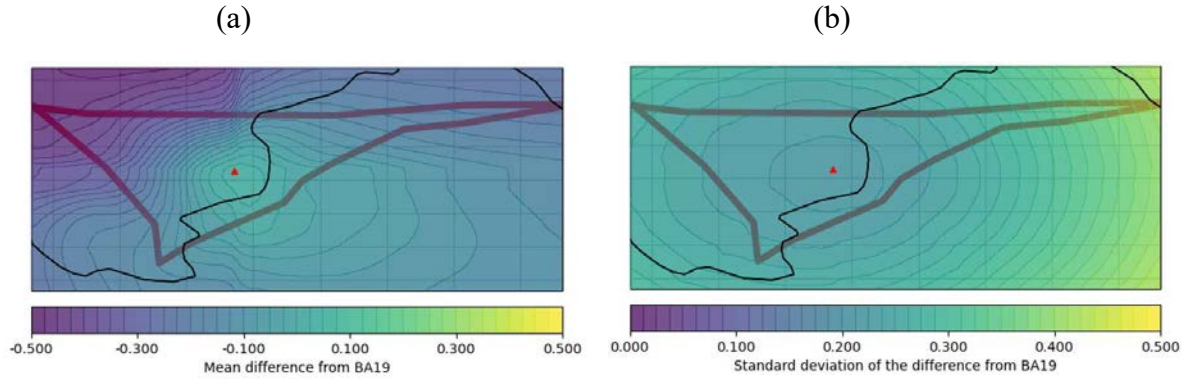 (a)
(b)
-0.500 -0.300 -0.100 0.100 0.300 0.500
Mean difference from BA19
0.000 0.100 0.200 0.300 0.400 0.500
Standard deviation of the difference from BA19